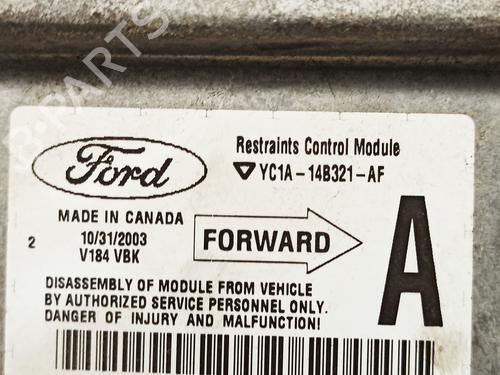 Ford
Restraints Control Module
YC1A-14B321-AF
MADE IN CANADA
2 10/31/2003
V184 VBK
FORWARD
A
DISASSEMBLY OF MODULE FROM VEHICLE
BY AUTHORIZED SERVICE PERSONNEL ONLY.
DANGER OF INJURY AND MALFUNCTION!